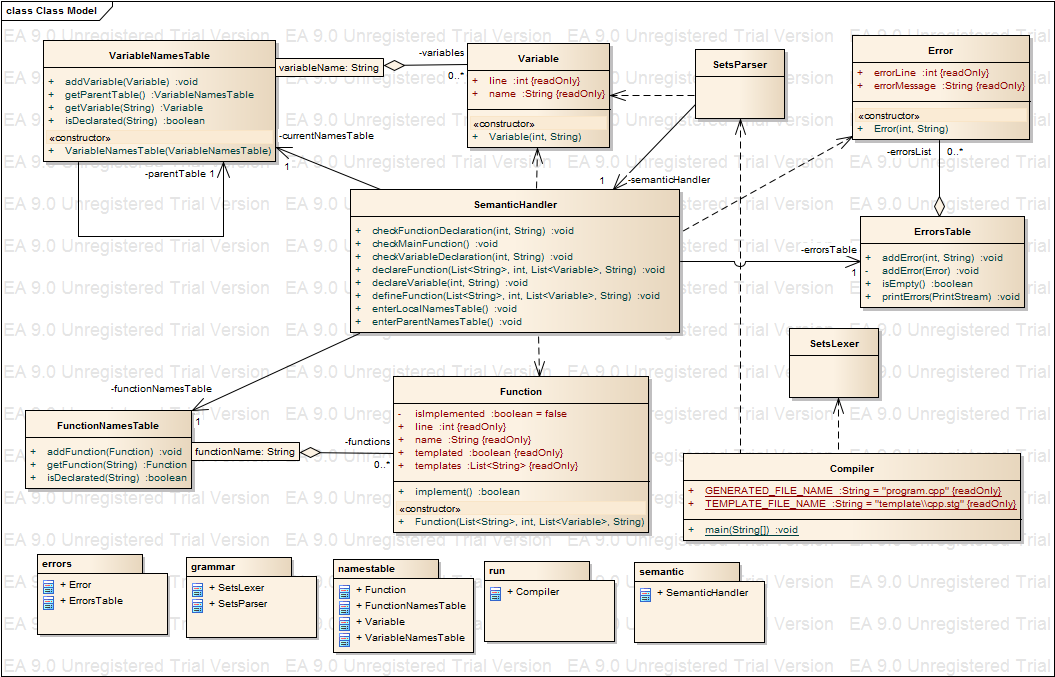 class Class Model
VariableNamesTable
+ addVariable(Variable) :void
+ getParentTable() :VariableNamesTable
+ getVariable(String) :Variable
+ isDeclared(String) :boolean
«constructor»
+ VariableNamesTable(VariableNamesTable)
variableName: String
-variables
0..*
Variable
+ line :int {readOnly}
+ name :String {readOnly}
«constructor»
+ Variable(int, String)
SetsParser
Error
+ errorLine :int {readOnly}
+ errorMessage :String {readOnly}
«constructor»
+ Error(int, String)
-currentNamesTable
1
-parentTable 1
1
-semanticHandler
-errorsList
0..*
SemanticHandler
+ checkFunctionDeclaration(int, String) :void
+ checkMainFunction() :void
+ checkVariableDeclaration(int, String) :void
+ declareFunction(List<String>, int, List<Variable>, String) :void
+ declareVariable(int, String) :void
+ defineFunction(List<String>, int, List<Variable>, String) :void
+ enterLocalNamesTable() :void
+ enterParentNamesTable() :void
-errorsTable
1
ErrorsTable
+ addError(int, String) :void
- addError(Error) :void
+ isEmpty() :boolean
+ printErrors(PrintStream) :void
SetsLexer
-functionNamesTable
1
FunctionNamesTable
+ addFunction(Function) :void
+ getFunction(String) :Function
+ isDeclared(String) :boolean
functionName: String
-functions
0..*
Function
- isImplemented :boolean = false
+ line :int {readOnly}
+ name :String {readOnly}
+ templated :boolean {readOnly}
+ templates :List<String> {readOnly}
+ implement() :boolean
«constructor»
+ Function(List<String>, int, List<Variable>, String)
Compiler
+ GENERATED_FILE_NAME :String = "program.cpp" {readOnly}
+ TEMPLATE_FILE_NAME :String = "template\\cpp.stg" {readOnly}
+ main(String[]) :void
errors
+ Error
+ ErrorsTable
grammar
+ SetsLexer
+ SetsParser
namestable
+ Function
+ FunctionNamesTable
+ Variable
+ VariableNamesTable
run
+ Compiler
semantic
+ SemanticHandler
EA 9.0 Unregistered Trial Version